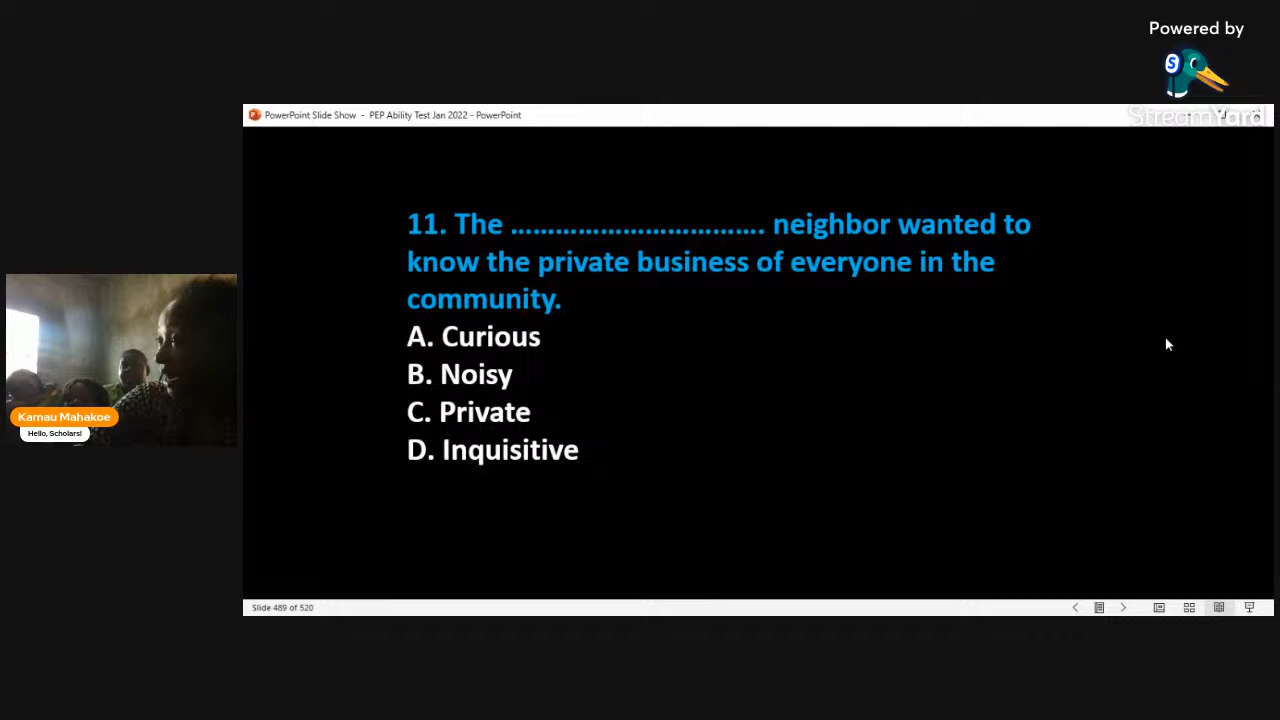 Powered by
S
StreamYard
PowerPoint Slide Show - PEP Ability Test Jan 2022 - PowerPoint
11. The ................................. neighbor wanted to
know the private business of everyone in the
community.
A. Curious
B. Noisy
C. Private
D. Inquisitive
Kamau Mahakoe
Hello, Scholars!
Slide 489 of 520